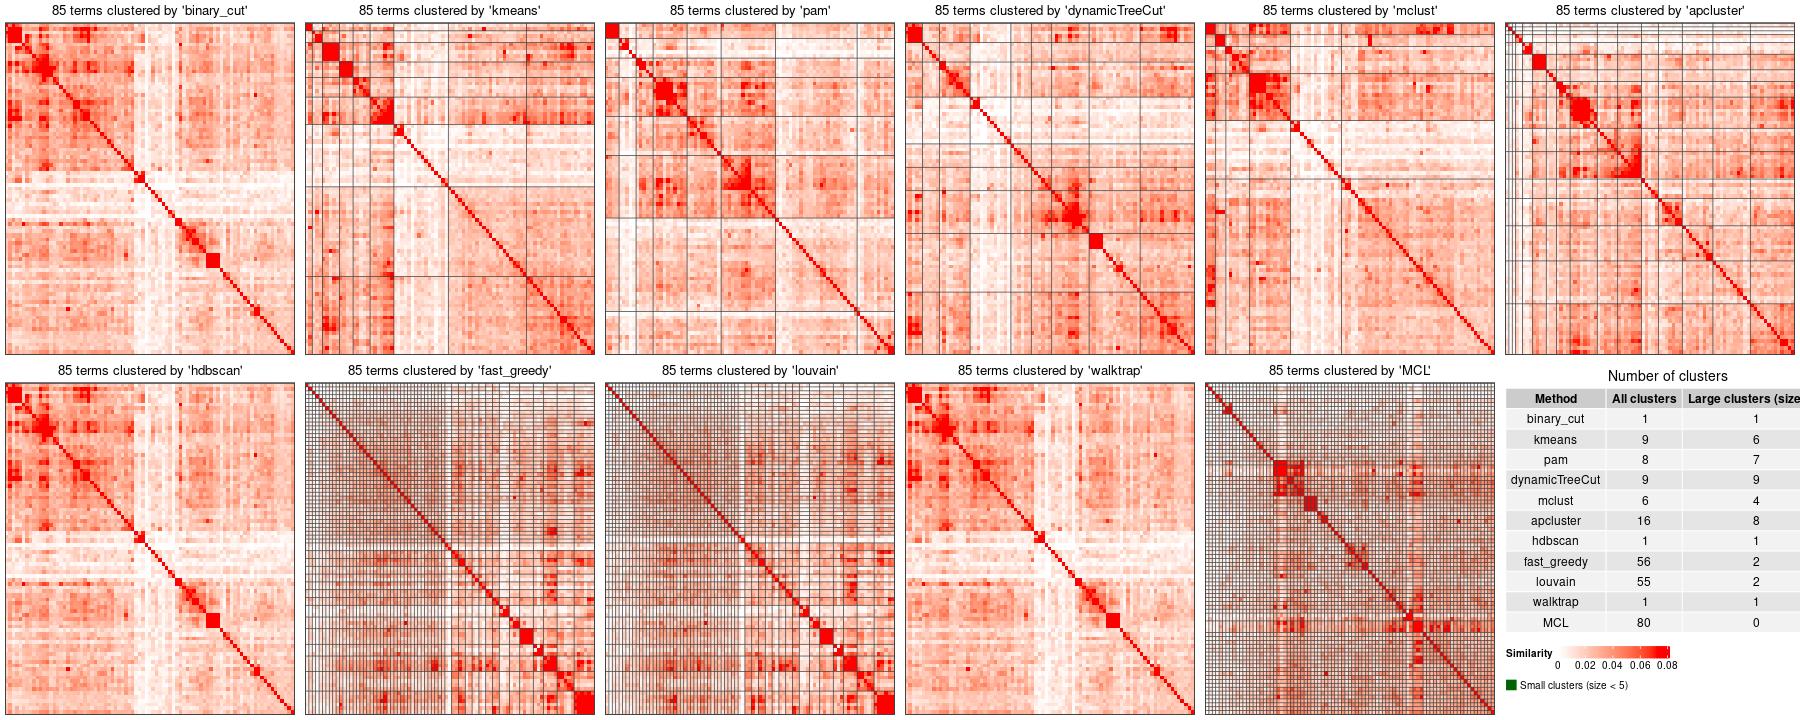 85 terms clustered by 'binary_cut'
85 terms clustered by 'kmeans'
85 terms clustered by 'pam'
85 terms clustered by 'dynamicTreeCut'
85 terms clustered by 'mclust'
85 terms clustered by 'apcluster'
85 terms clustered by 'hdbscan'
85 terms clustered by 'fast_greedy'
85 terms clustered by 'louvain'
85 terms clustered by 'walktrap'
85 terms clustered by 'MCL'
Number of clusters
Method All clusters Large clusters (size
binary_cut 1 1
kmeans 9 6
pam 8 7
dynamicTreeCut 9 9
mclust 6 4
apcluster 16 8
hdbscan 1 1
fast_greedy 56 2
louvain 55 2
walktrap 1 1
MCL 80 0
Similarity
0 0.02 0.04 0.06 0.08
Small clusters (size < 5)